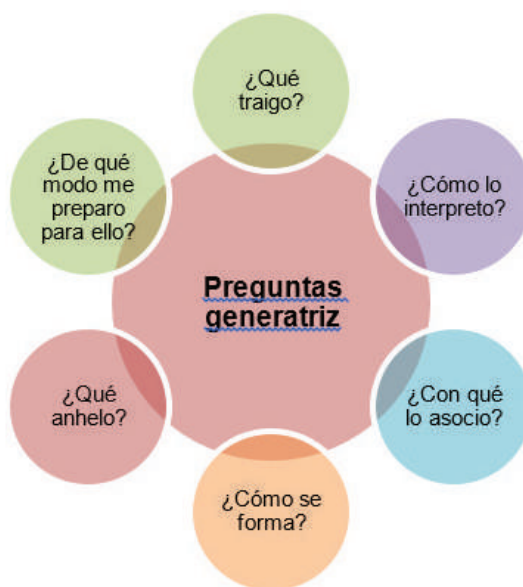 ¿Qué
traigo?
¿Cómo lo
interpreto?
¿Con qué
lo asocio?
¿Cómo se
forma?
¿Qué
anhelo?
¿De qué
modo me
preparo
para ello?
Preguntas
generatriz